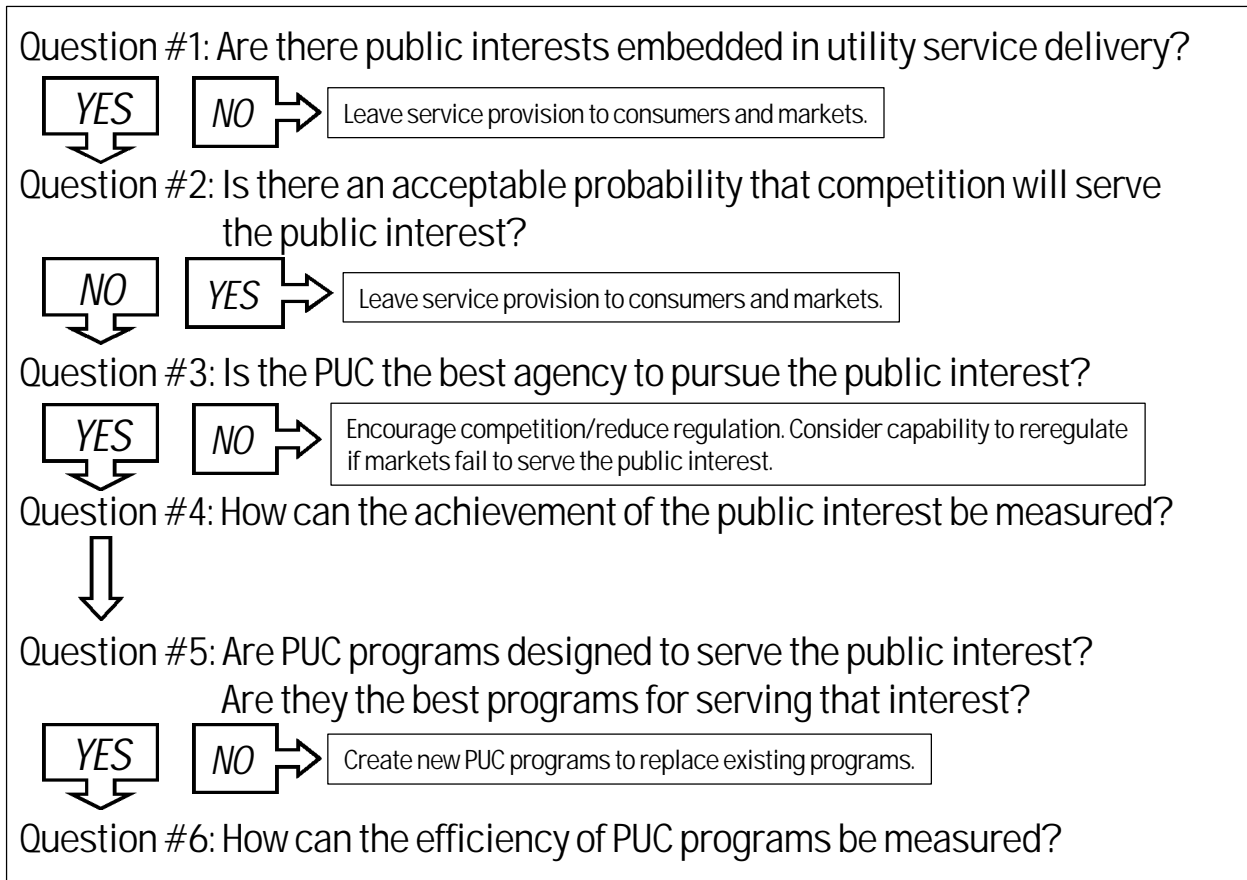 Question #1: Are there public interests embedded in utility service delivery?
YES NO Leave service provision to consumers and markets.
Question #2: Is there an acceptable probability that competition will serve
the public interest?
NO YES Leave service provision to consumers and markets.
Question #3: Is the PUC the best agency to pursue the public interest?
YES NO Encourage competition/reduce regulation. Consider capability to reregulate
if markets fail to serve the public interest.
Question #4: How can the achievement of the public interest be measured?
Question #5: Are PUC programs designed to serve the public interest?
Are they the best programs for serving that interest?
YES NO Create new PUC programs to replace existing programs.
Question #6: How can the efficiency of PUC programs be measured?